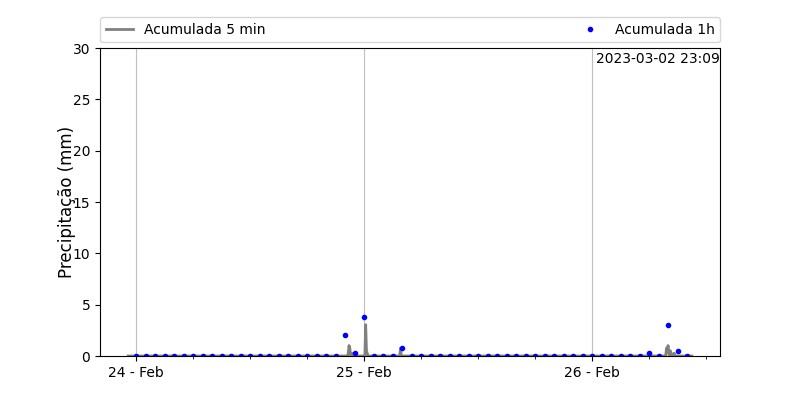 Acumulada 5 min
Acumulada 1h
2023-03-02 23:09
Precipitação (mm)
30
25
20
15
10
5
0
24 - Feb
25 - Feb
26 - Feb